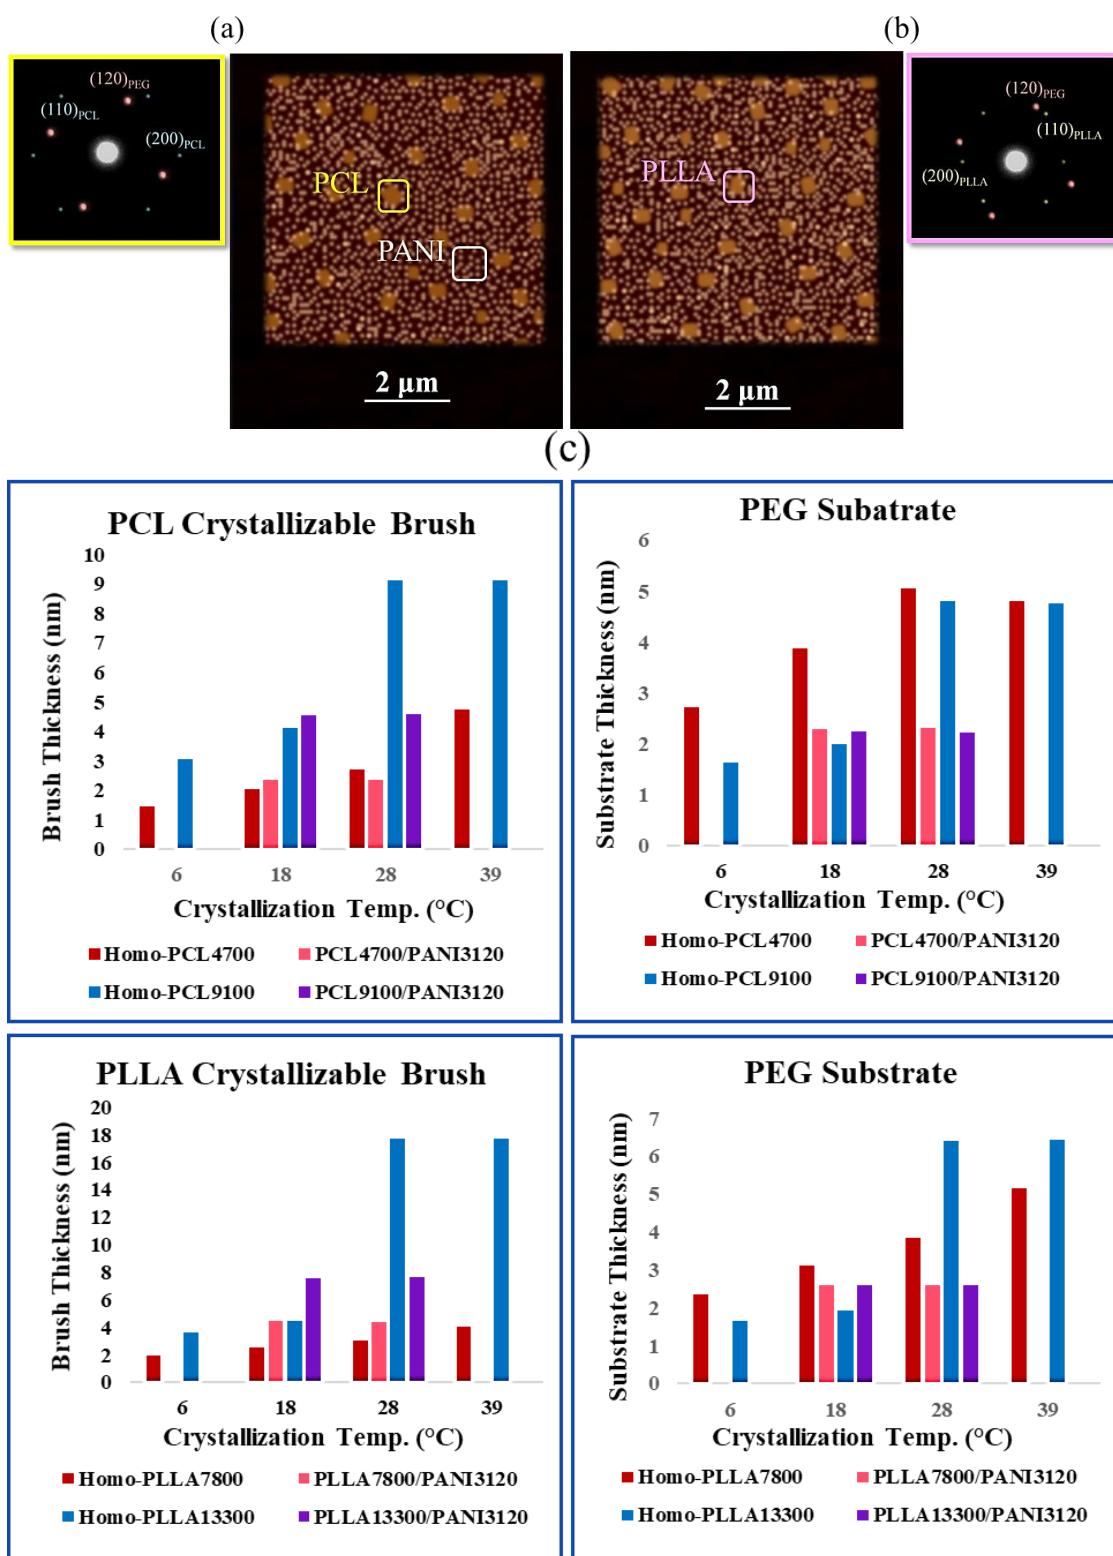 (a)
(b)
(120)PEG
(110)PCL
(200)PCL
PCL
PANI
2 µm
PLLA
2 µm
(120)PEG
(110)PLLA
(200)PLLA
(c)
PCL Crystallizable Brush
Brush Thickness (nm)
10
9
8
7
6
5
4
3
2
1
0
6 18 28 39
Crystallization Temp. (°C)
Homo-PCL4700 PCL4700/PANI3120
Homo-PCL9100 PCL9100/PANI3120
PEG Subatrate
Substrate Thickness (nm)
6
5
4
3
2
1
0
6 18 28 39
Crystallization Temp. (°C)
Homo-PCL4700 PCL4700/PANI3120
Homo-PCL9100 PCL9100/PANI3120
PLLA Crystallizable Brush
Brush Thickness (nm)
20
18
16
14
12
10
8
6
4
2
0
6 18 28 39
Crystallization Temp. (°C)
Homo-PLLA7800 PLLA7800/PANI3120
Homo-PLLA13300 PLLA13300/PANI3120
PEG Substrate
Substrate Thickness (nm)
7
6
5
4
3
2
1
0
6 18 28 39
Crystallization Temp. (°C)
Homo-PLLA7800 PLLA7800/PANI3120
Homo-PLLA13300 PLLA13300/PANI3120